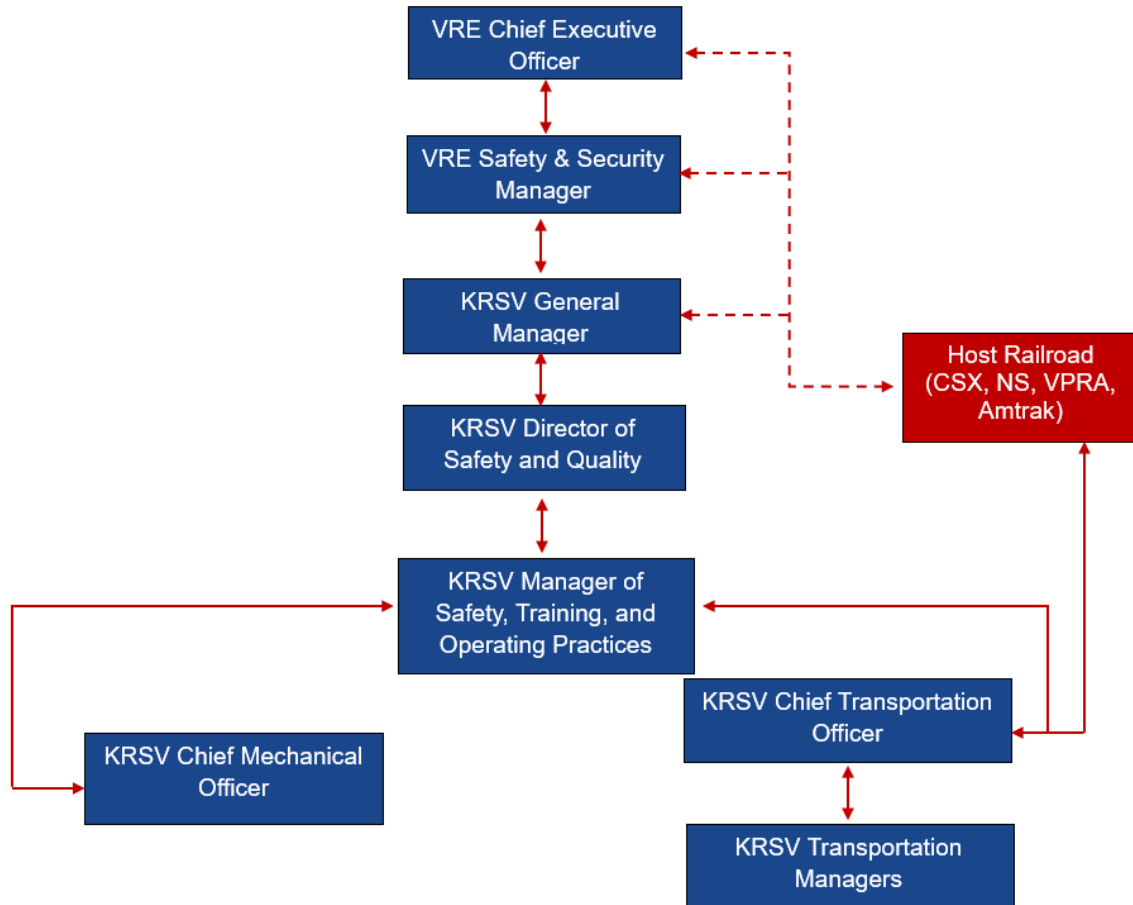 VRE Chief Executive
Officer
VRE Safety & Security
Manager
KRSV General
Manager
Host Railroad
(CSX, NS, VPRA,
Amtrak)
KRSV Director of
Safety and Quality
KRSV Manager of
Safety, Training, and
Operating Practices
KRSV Chief Transportation
Officer
KRSV Chief Mechanical
Officer
KRSV Transportation
Managers